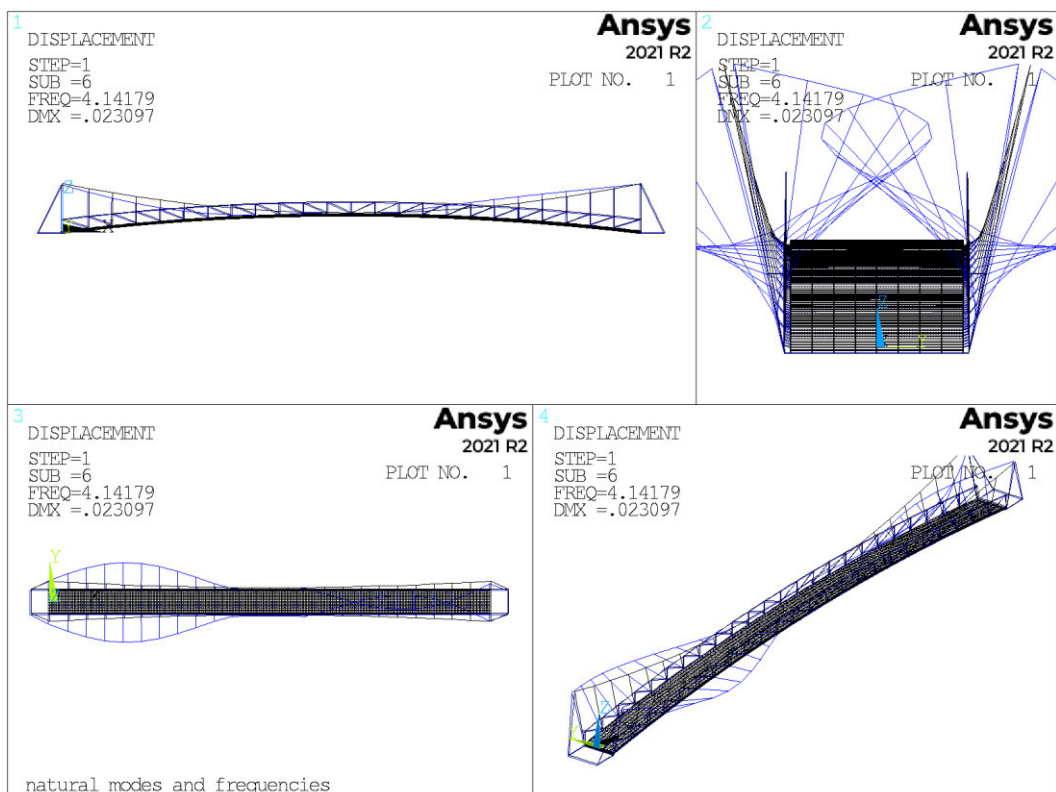 1
DISPLACEMENT
STEP=1
SUB =6
FREQ=4.14179
DMX =.023097
Ansys
2021 R2
PLOT NO. 1
Z
X
2
DISPLACEMENT
STEP=1
SUB =6
FREQ=4.14179
DMX =.023097
Ansys
2021 R2
PLOT NO. 1
Z
Y
3
DISPLACEMENT
STEP=1
SUB =6
FREQ=4.14179
DMX =.023097
Ansys
2021 R2
PLOT NO. 1
Y
natural modes and frequencies
4
DISPLACEMENT
STEP=1
SUB =6
FREQ=4.14179
DMX =.023097
Ansys
2021 R2
PLOT NO. 1
Z
Y